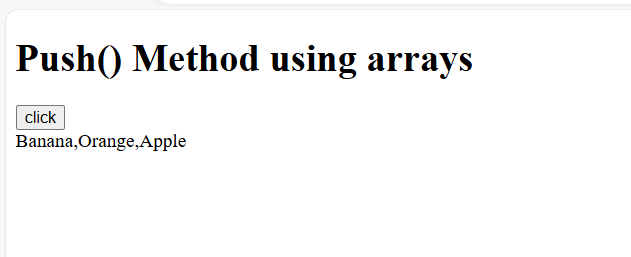 Push() Method using arrays
click
Banana,Orange,Apple